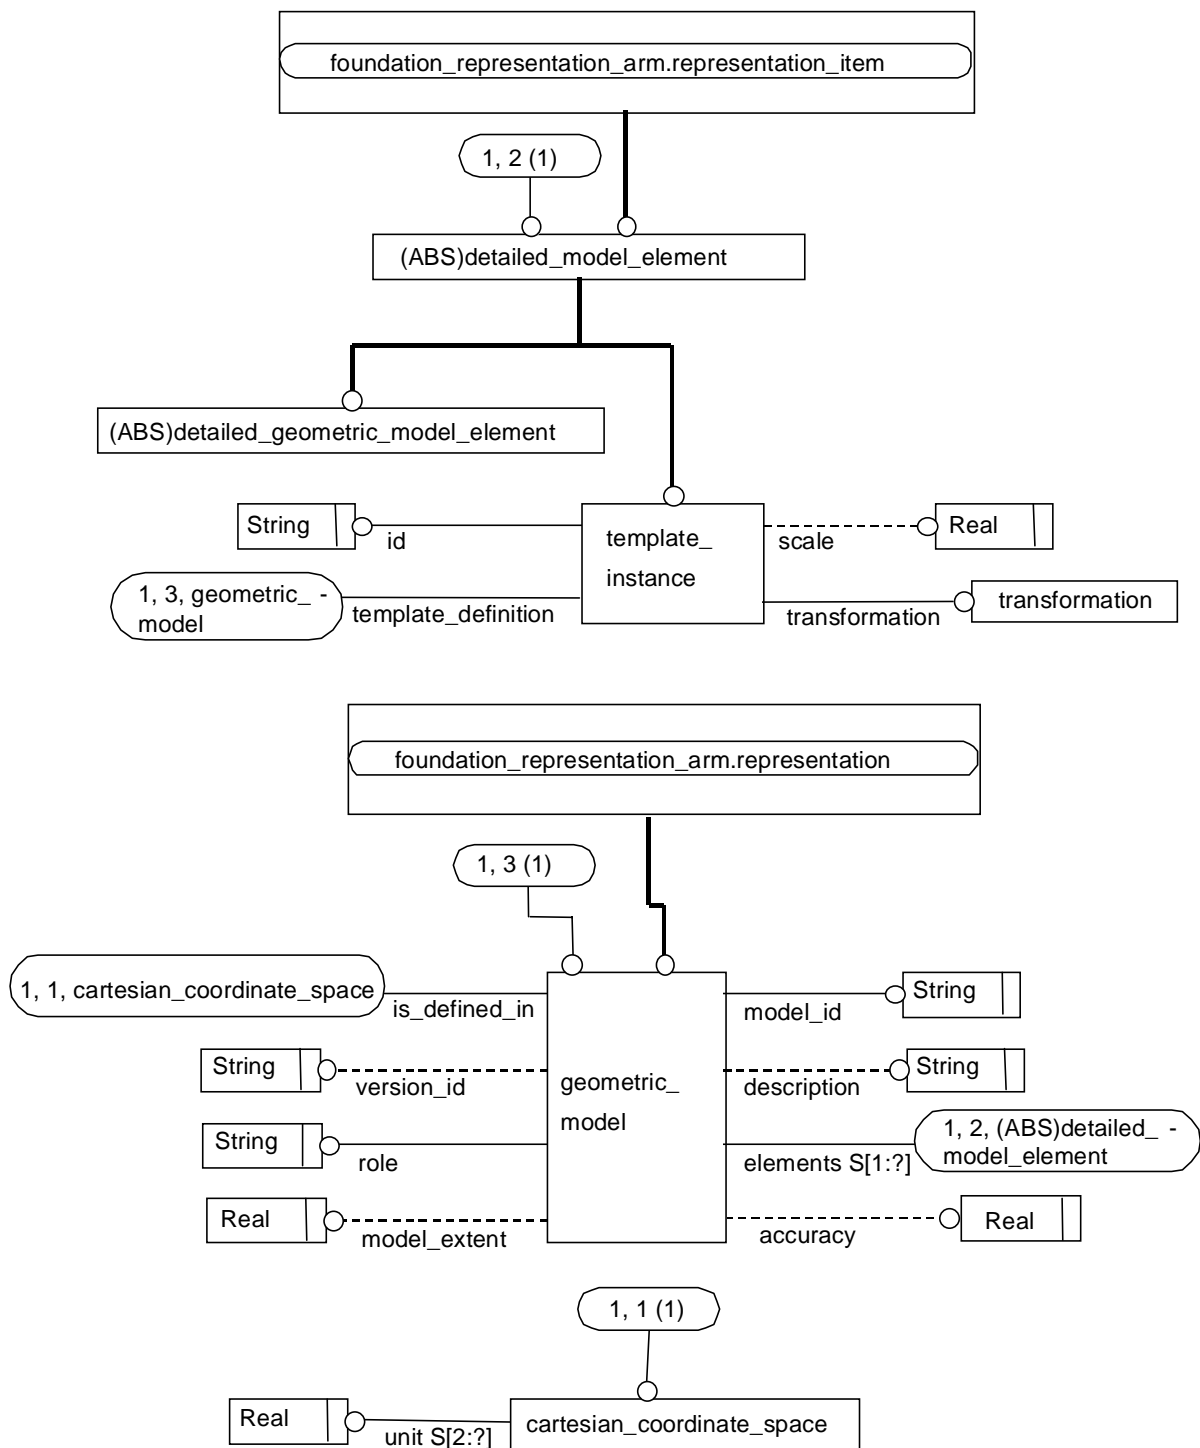 foundation_representation_arm.representation_item
1, 2 (1)
(ABS)detailed_model_element
(ABS)detailed_geometric_model_element
String
id
template_
instance
scale
Real
1, 3, geometric_ -
model
template_definition
transformation
transformation
foundation_representation_arm.representation
1, 3 (1)
1, 1, cartesian_coordinate_space
is_defined_in
model_id
String
String
version_id
geometric_
model
description
String
String
role
elements S[1:?]
1, 2, (ABS)detailed_ -
model_element
Real
model_extent
accuracy
Real
1, 1 (1)
Real
unit S[2:?]
cartesian_coordinate_space